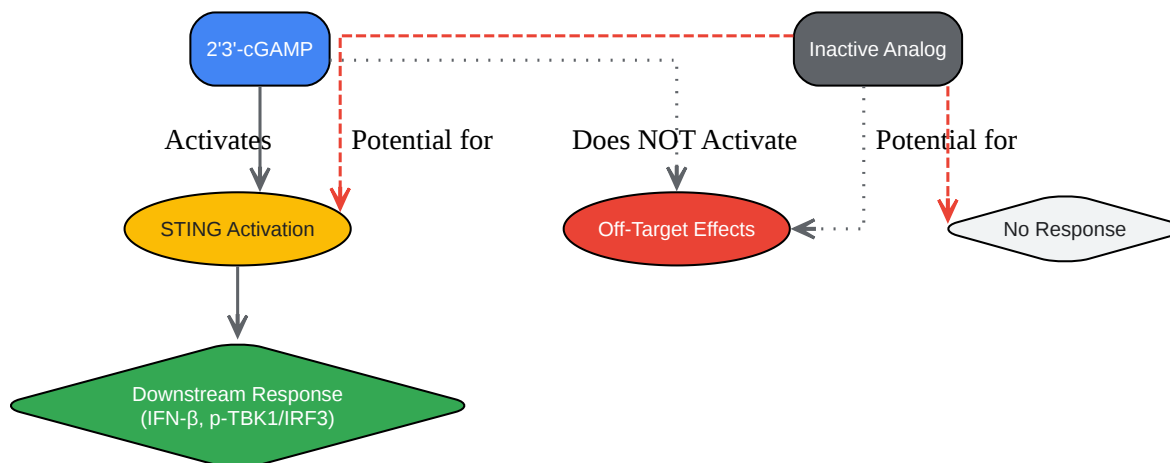 2'3'-cGAMP
Inactive Analog
Activates
Potential for
Does NOT Activate
Potential for
STING Activation
Off-Target Effects
No Response
Downstream Response
(IFN-β, p-TBK1/IRF3)